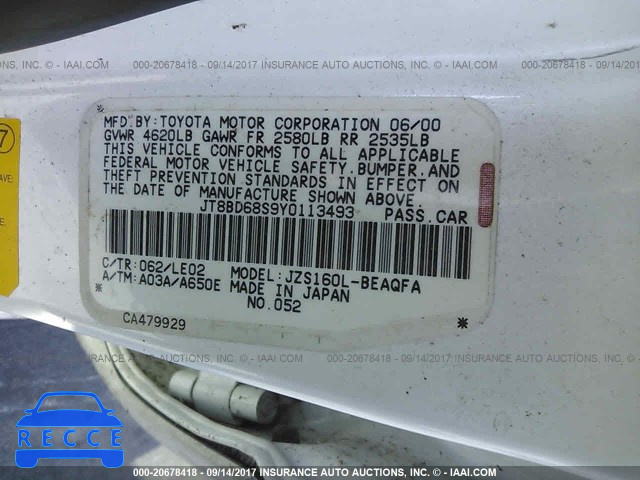 000-20678418 - 09/14/2017 INSURANCE AUTO AUCTIONS, INC. - © IAAI.COM
MFD.BY:TOYOTA MOTOR CORPORATION 06/00
GVWR 4620LB GAWR FR 2580LB RR 2535LB
THIS VEHICLE CONFORMS TO ALL APPLICABLE
FEDERAL MOTOR VEHICLE SAFETY,BUMPER,AND
THEFT PREVENTION STANDARDS IN EFFECT ON
THE DATE OF MANUFACTURE SHOWN ABOVE.
JT8BD68S9Y0113493 PASS.CAR
C/TR:062/LE02 MODEL:JZS160L-BEAQFA
A/TM:A03A/A650E MADE IN JAPAN
NO.052
CA479929
000-20678418 - 09/14/2017 INSURANCE AUTO AUCTIONS, INC. - © IAAI.COM
RECCE
000-20678418 - 09/14/2017 INSURANCE AUTO AUCTIONS, INC. - © IAAI.COM